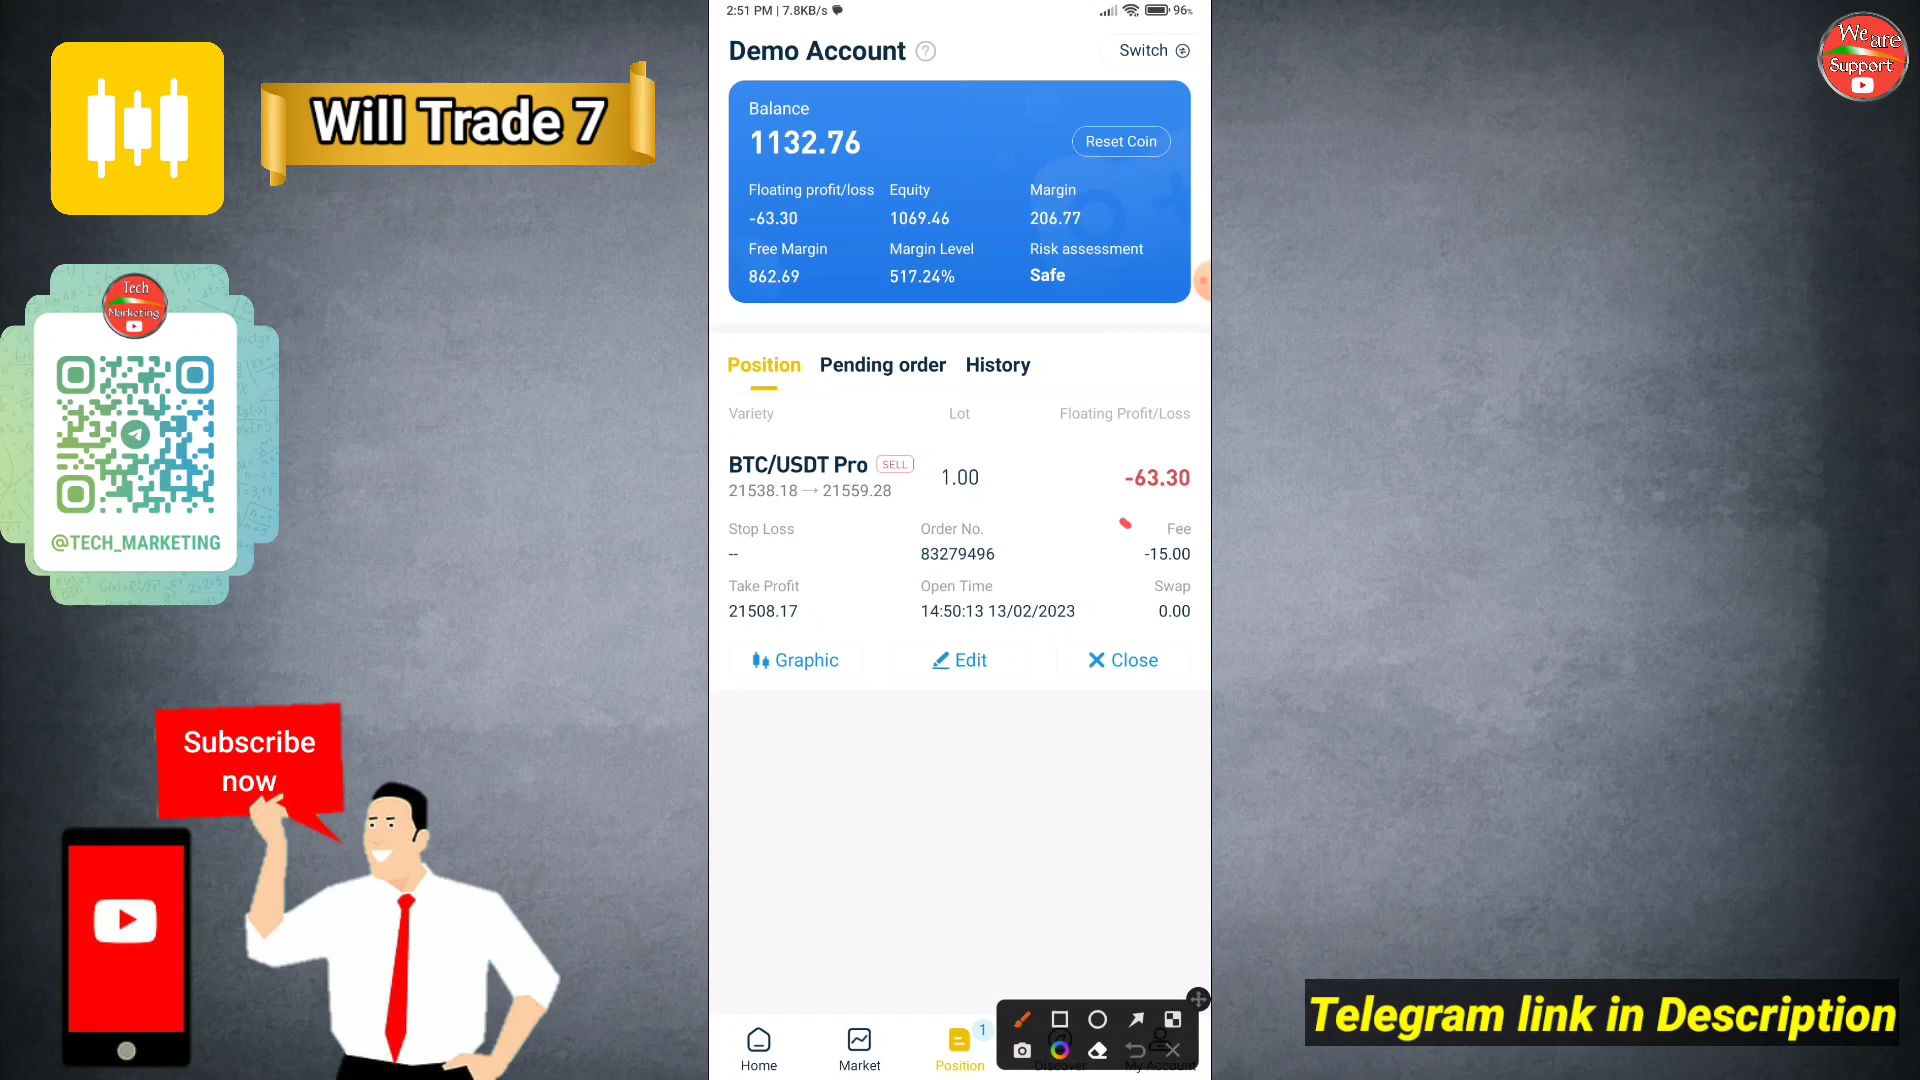 Will Trade 7
Tech
Marketing
@TECH_MARKETING
Subscribe
now
2:51 PM | 7.8KB/s
96%
Demo Account ?
Switch
Balance
1132.76
Reset Coin
Floating profit/loss Equity Margin
-63.30 1069.46 206.77
Free Margin Margin Level Risk assessment
862.69 517.24% Safe
Position Pending order History
Variety Lot Floating Profit/Loss
BTC/USDT Pro SELL 1.00 -63.30
21538.18 → 21559.28
Stop Loss Order No. Fee
-- 83279496 -15.00
Take Profit Open Time Swap
21508.17 14:50:13 13/02/2023 0.00
Graphic Edit Close
1
Home Market Position Discover My Account
We are
Support
Telegram link in Description